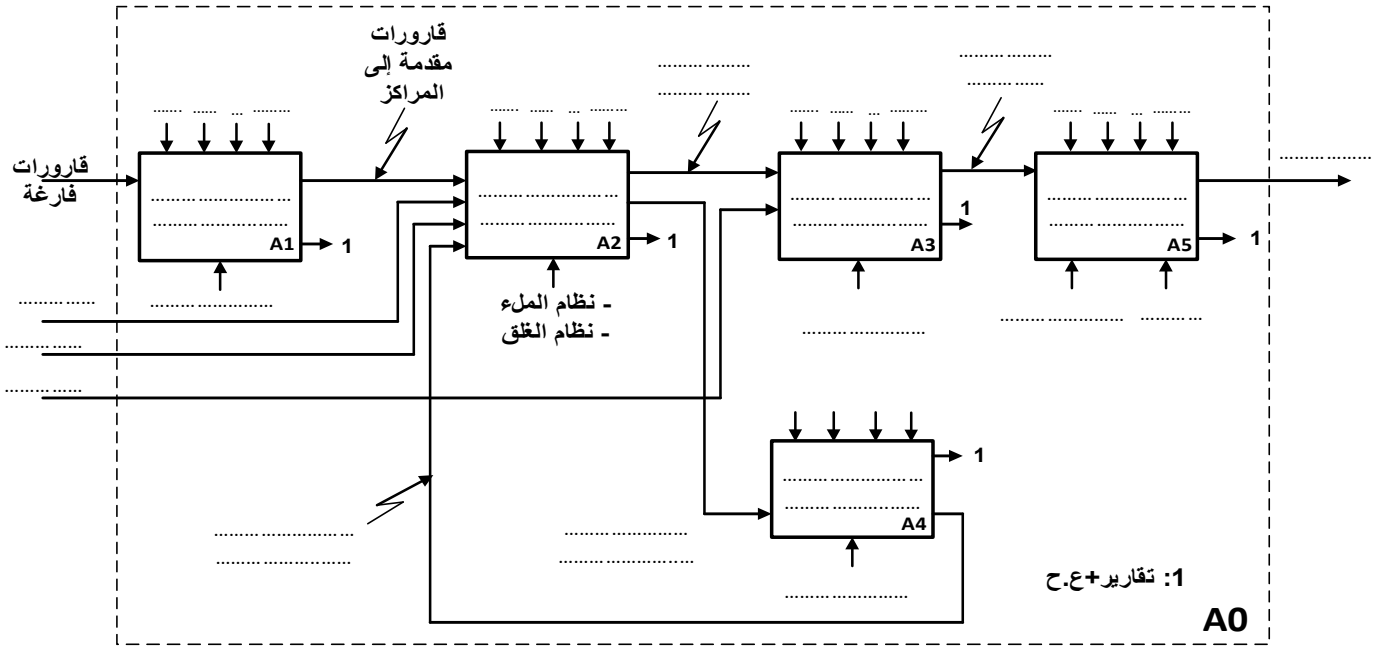 قارورات
مقدمة إلى
المراكز
قارورات
فارغة
A1
1
A2
1
A3
1
A5
1
- نظام الملء
- نظام الغلق
1
A4
1: تقارير+ع.ح
A0